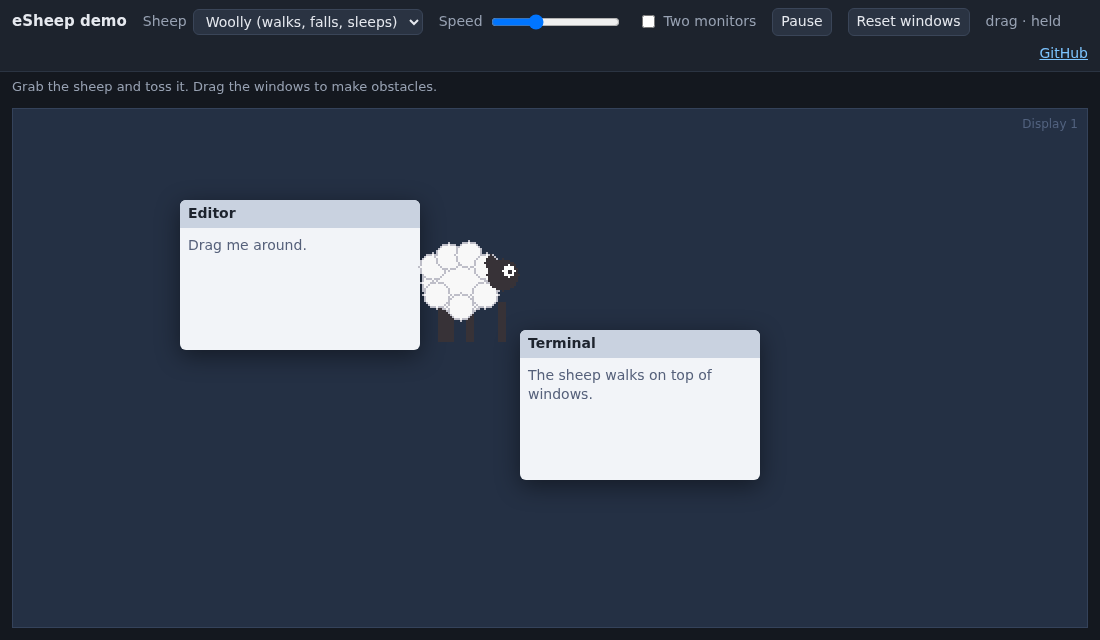 eSheep demo Sheep Woolly (walks, falls, sleeps) Speed Two monitors Pause Reset windows drag · held
GitHub
Grab the sheep and toss it. Drag the windows to make obstacles.
Display 1
Editor
Drag me around.
Terminal
The sheep walks on top of
windows.